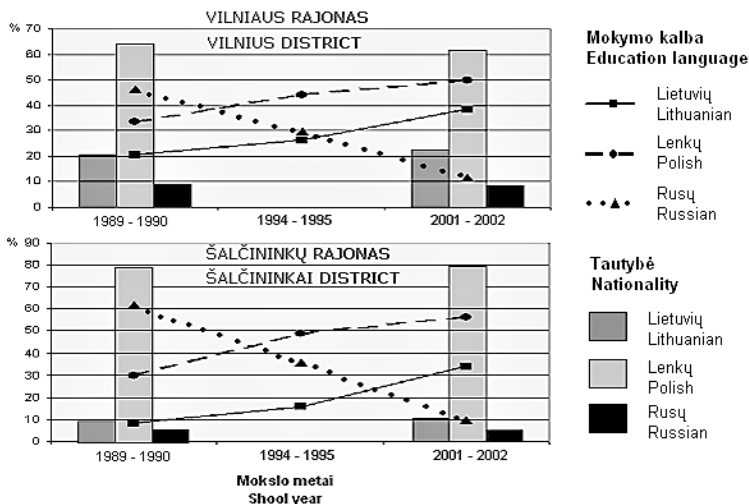 VILNIAUS RAJONAS
VILNIUS DISTRICT
% 70
60
50
40
30
20
10
0
1989 - 1990 1994 - 1995 2001 - 2002
ŠALČININKŲ RAJONAS
ŠALČININKAI DISTRICT
% 90
80
70
60
50
40
30
20
10
0
1989 - 1990 1994 - 1995 2001 - 2002
Mokslo metai
Shool year
Mokymo kalba
Education language
Lietuvių
Lithuanian
Lenkų
Polish
Rusų
Russian
Tautybė
Nationality
Lietuvių
Lithuanian
Lenkų
Polish
Rusų
Russian